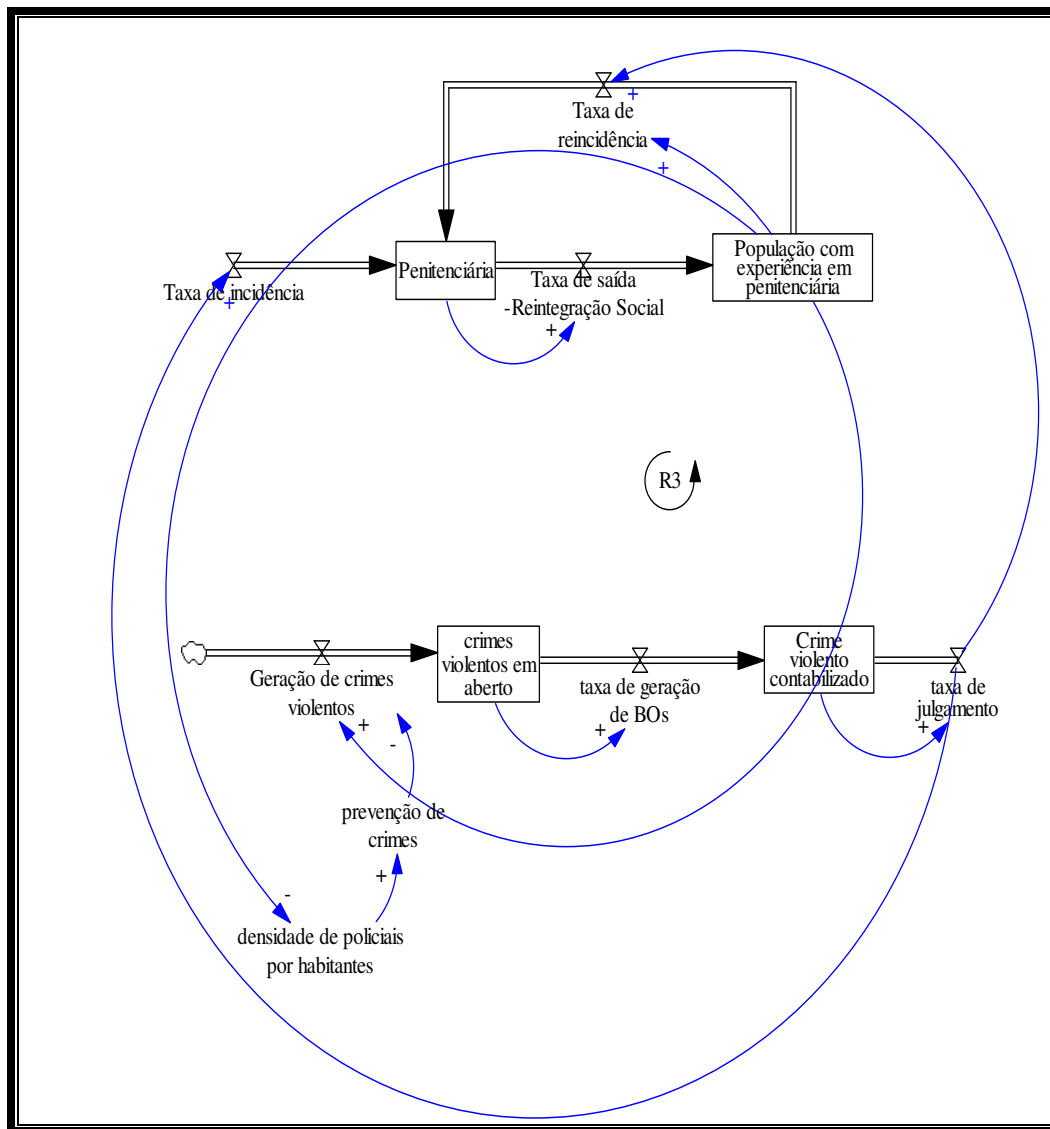 +
Taxa de
reincidência
+
População com
experiência em
penitenciária
Penitenciária
Taxa de incidência
+
Taxa de saída
-Reintegração Social
+
R3
crimes
violentos em
aberto
Crime
violento
contabilizado
Geração de crimes
violentos
+
-
taxa de geração
de BOs
+
taxa de
julgamento
+
prevenção de
crimes
+
-
densidade de policiais
por habitantes